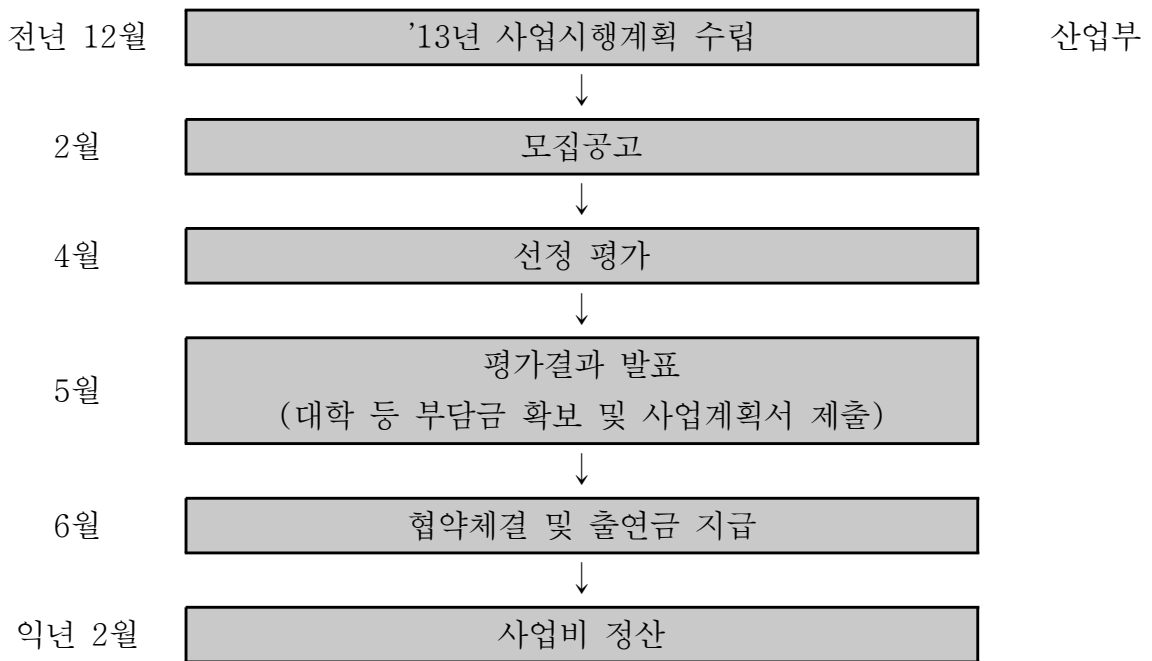 전년 12월 '13년 사업시행계획 수립 산업부
↓
2월 모집공고
↓
4월 선정 평가
↓
평가결과 발표
5월
(대학 등 부담금 확보 및 사업계획서 제출)
↓
6월 협약체결 및 출연금 지급
↓
익년 2월 사업비 정산